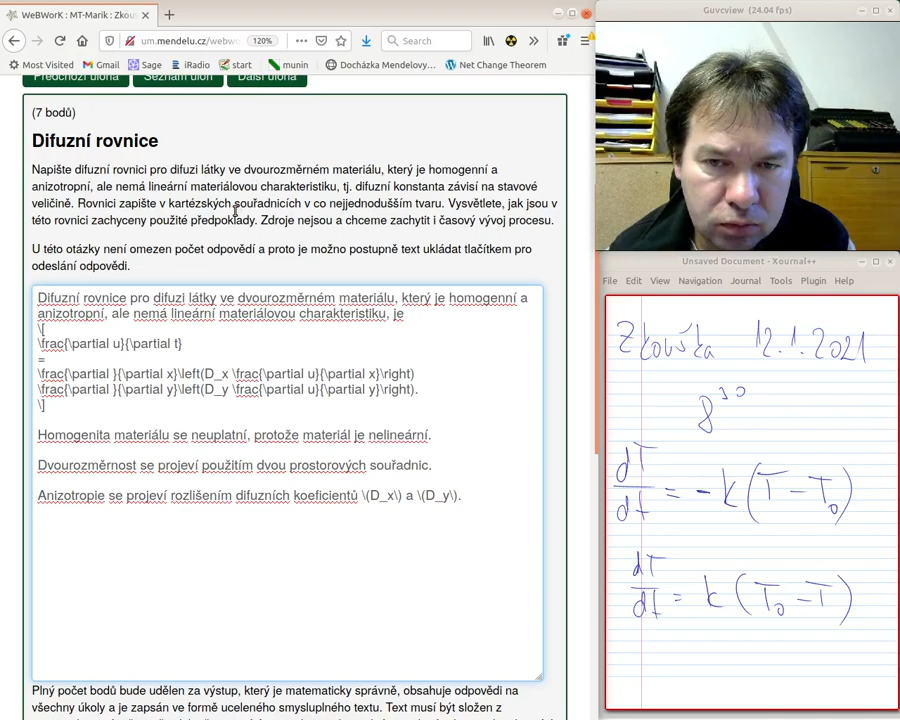 WeBWorK : MT-Marik : Zkou
Guvcview (24.04 fps)
um.mendelu.cz/webwo
120%
Search
Most Visited
Gmail
Sage
iRadio
start
munin
Docházka Mendelovy...
Net Change Theorem
Předchozí úloha
Seznam úloh
Další úloha
(7 bodů)
Difuzní rovnice
Napište difuzní rovnici pro difuzi látky ve dvourozměrném materiálu, který je homogenní a
anizotropní, ale nemá lineární materiálovou charakteristiku, tj. difuzní konstanta závisí na stavové
veličině. Rovnici zapište v kartézských souřadnicích v co nejjednodušším tvaru. Vysvětlete, jak jsou v
této rovnici zachyceny použité předpoklady. Zdroje nejsou a chceme zachytit i časový vývoj procesu.
U této otázky není omezen počet odpovědí a proto je možno postupně text ukládat tlačítkem pro
odeslání odpovědi.
Difuzní rovnice pro difuzi látky ve dvourozměrném materiálu, který je homogenní a
anizotropní, ale nemá lineární materiálovou charakteristiku, je
\[
\frac{\partial u}{\partial t}
=
\frac{\partial }{\partial x}\left(D_x \frac{\partial u}{\partial x}\right)
\frac{\partial }{\partial y}\left(D_y \frac{\partial u}{\partial y}\right).
\]
Homogenita materiálu se neuplatní, protože materiál je nelineární.
Dvourozměrnost se projeví použitím dvou prostorových souřadnic.
Anizotropie se projeví rozlišením difuzních koeficientů \(D_x\) a \(D_y\).
Plný počet bodů bude udělen za výstup, který je matematicky správně, obsahuje odpovědi na
všechny úkoly a je zapsán ve formě uceleného smysluplného textu. Text musí být složen z
Unsaved Document - Xournal++
File Edit View Navigation Journal Tools Plugin Help
Zkouška 12.1.2021
8³⁰
dT/dt = -k(T - T₀)
dT/dt = k(T₀ - T)